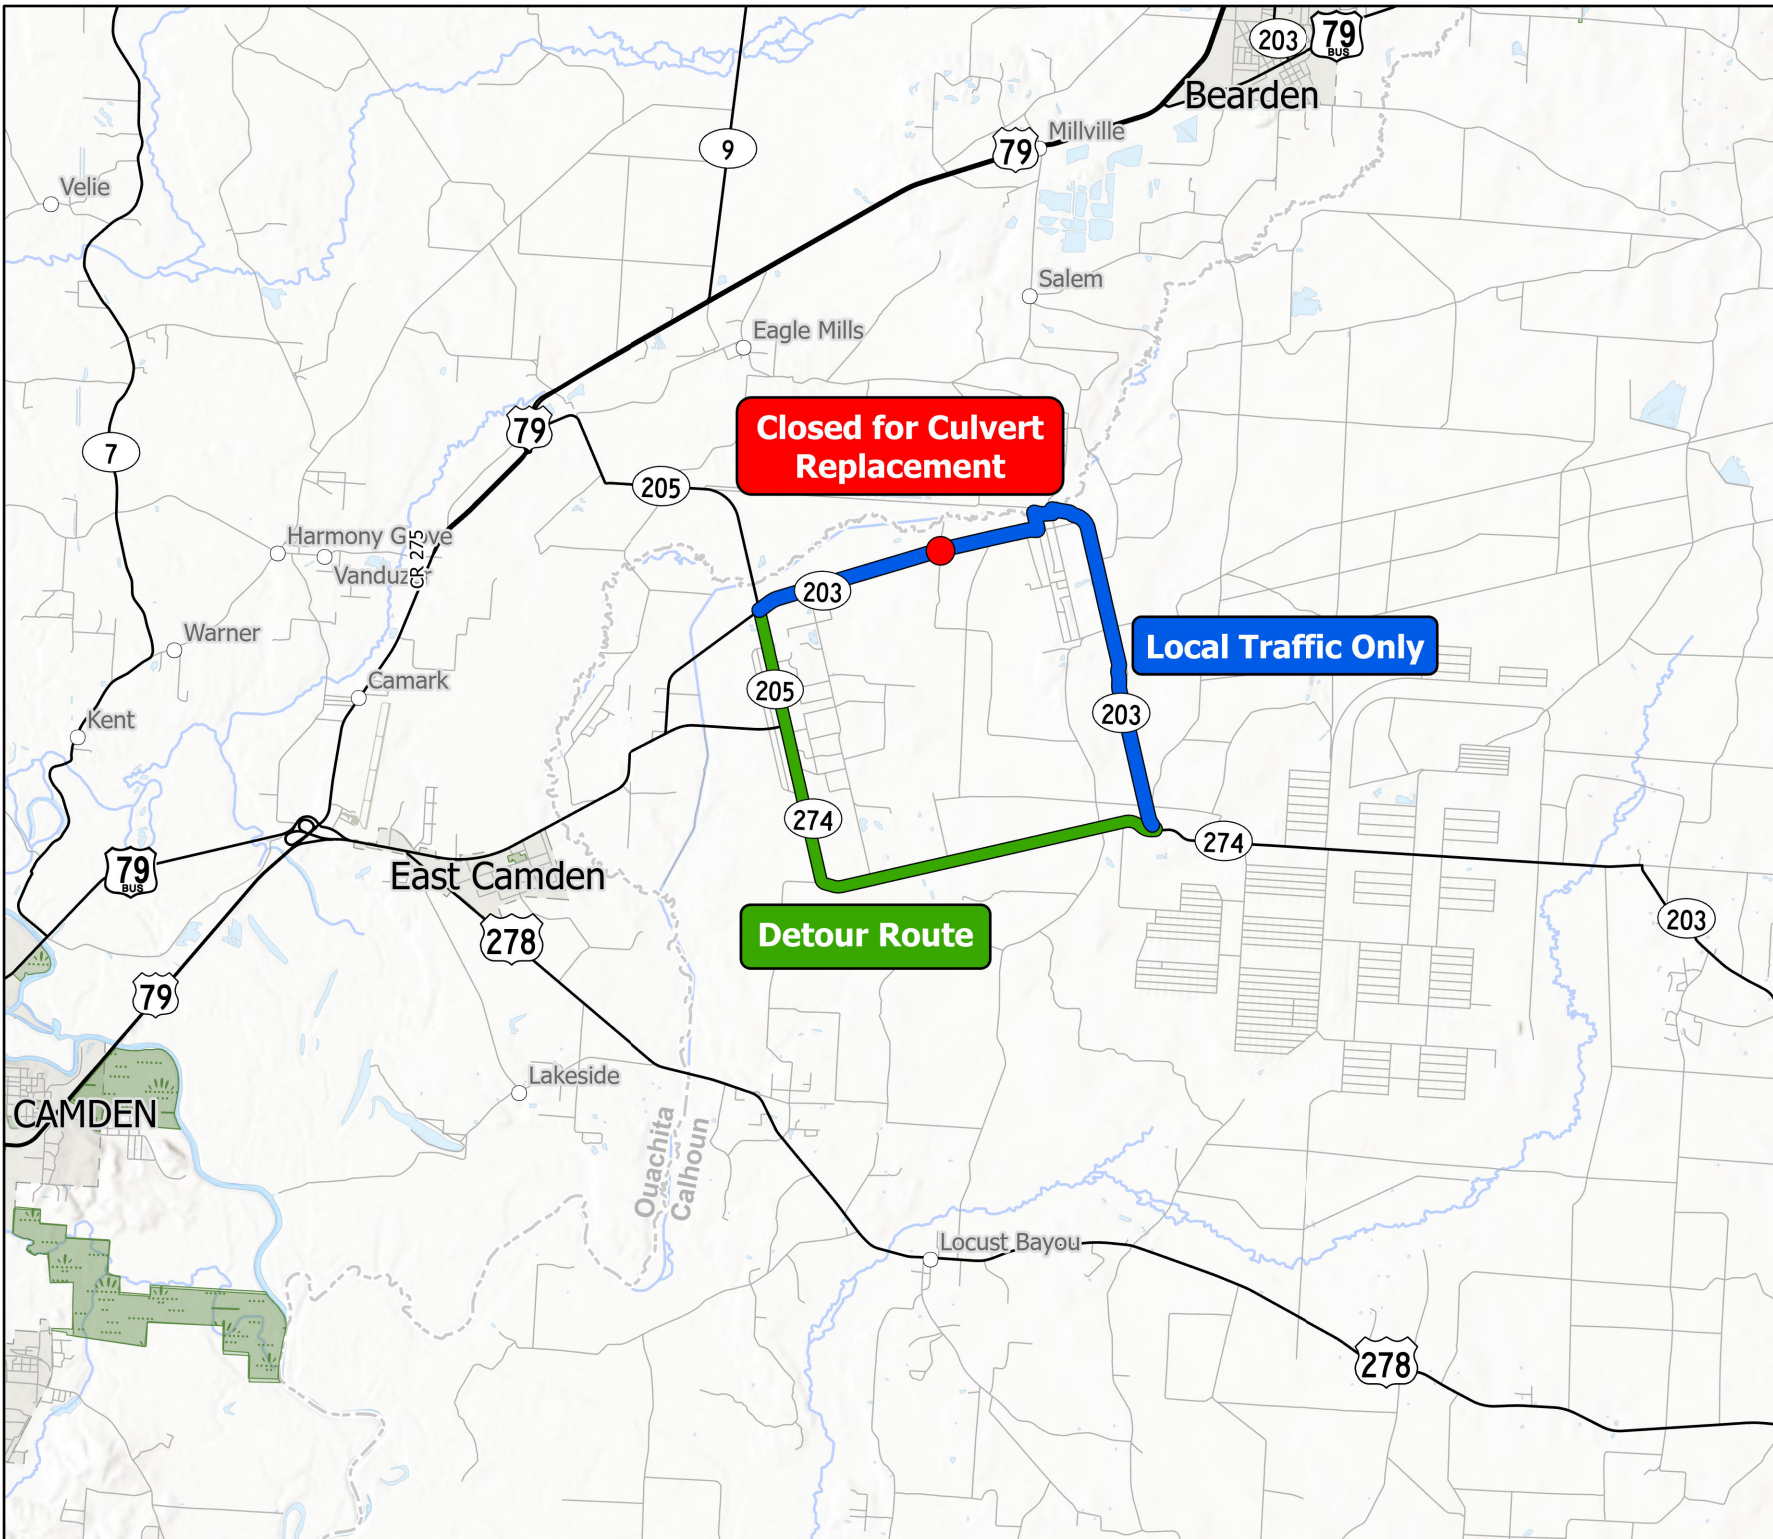 203
79
BUS
Bearden
Millville
79
9
Velie
Salem
Eagle Mills
Closed for Culvert
Replacement
79
7
205
Harmony Grove
CR 275
Vanduzer
203
Warner
Local Traffic Only
Camark
205
203
Kent
274
274
79
BUS
East Camden
203
Detour Route
278
79
Lakeside
CAMDEN
Ouachita
Calhoun
Locust Bayou
278